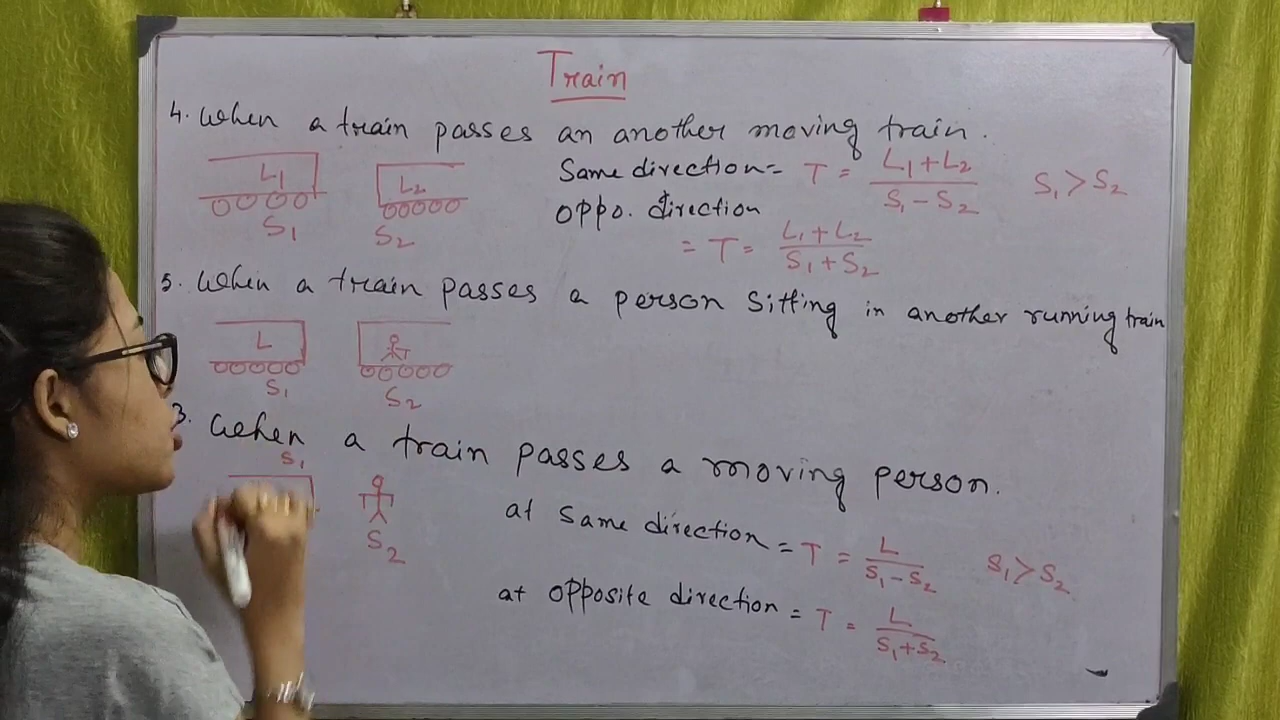 Train
4. When a train passes an another moving train.
L₁ L₂ Same direction = T = L₁+L₂ / S₁-S₂ S₁ > S₂
S₁ S₂ oppo. direction
= T = L₁+L₂ / S₁+S₂
5. When a train passes a person sitting in another running train
L
S₁ S₂
3. When a train passes a moving person.
S₁
S₂ at same direction = T = L / S₁-S₂ S₁ > S₂
at opposite direction = T = L / S₁+S₂